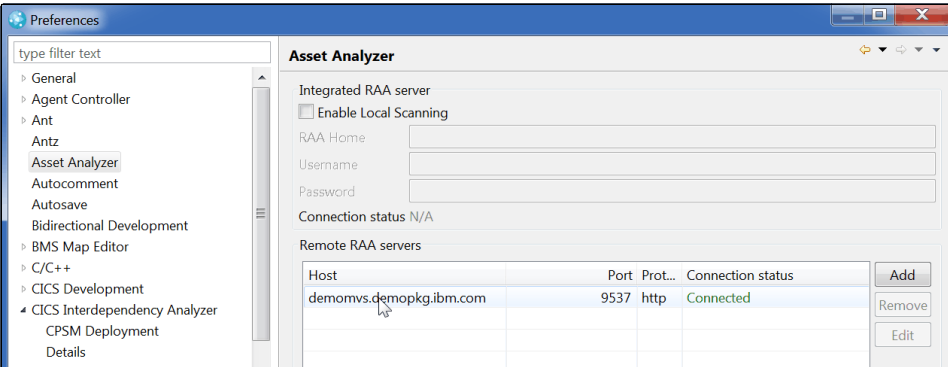 Preferences
type filter text
General
Agent Controller
Ant
Antz
Asset Analyzer
Autocomment
Autosave
Bidirectional Development
BMS Map Editor
C/C++
CICS Development
CICS Interdependency Analyzer
CPSM Deployment
Details
Asset Analyzer
Integrated RAA server
Enable Local Scanning
RAA Home
Username
Password
Connection status N/A
Remote RAA servers
Host Port Prot... Connection status
demomvs.demopkg.ibm.com 9537 http Connected
Add
Remove
Edit